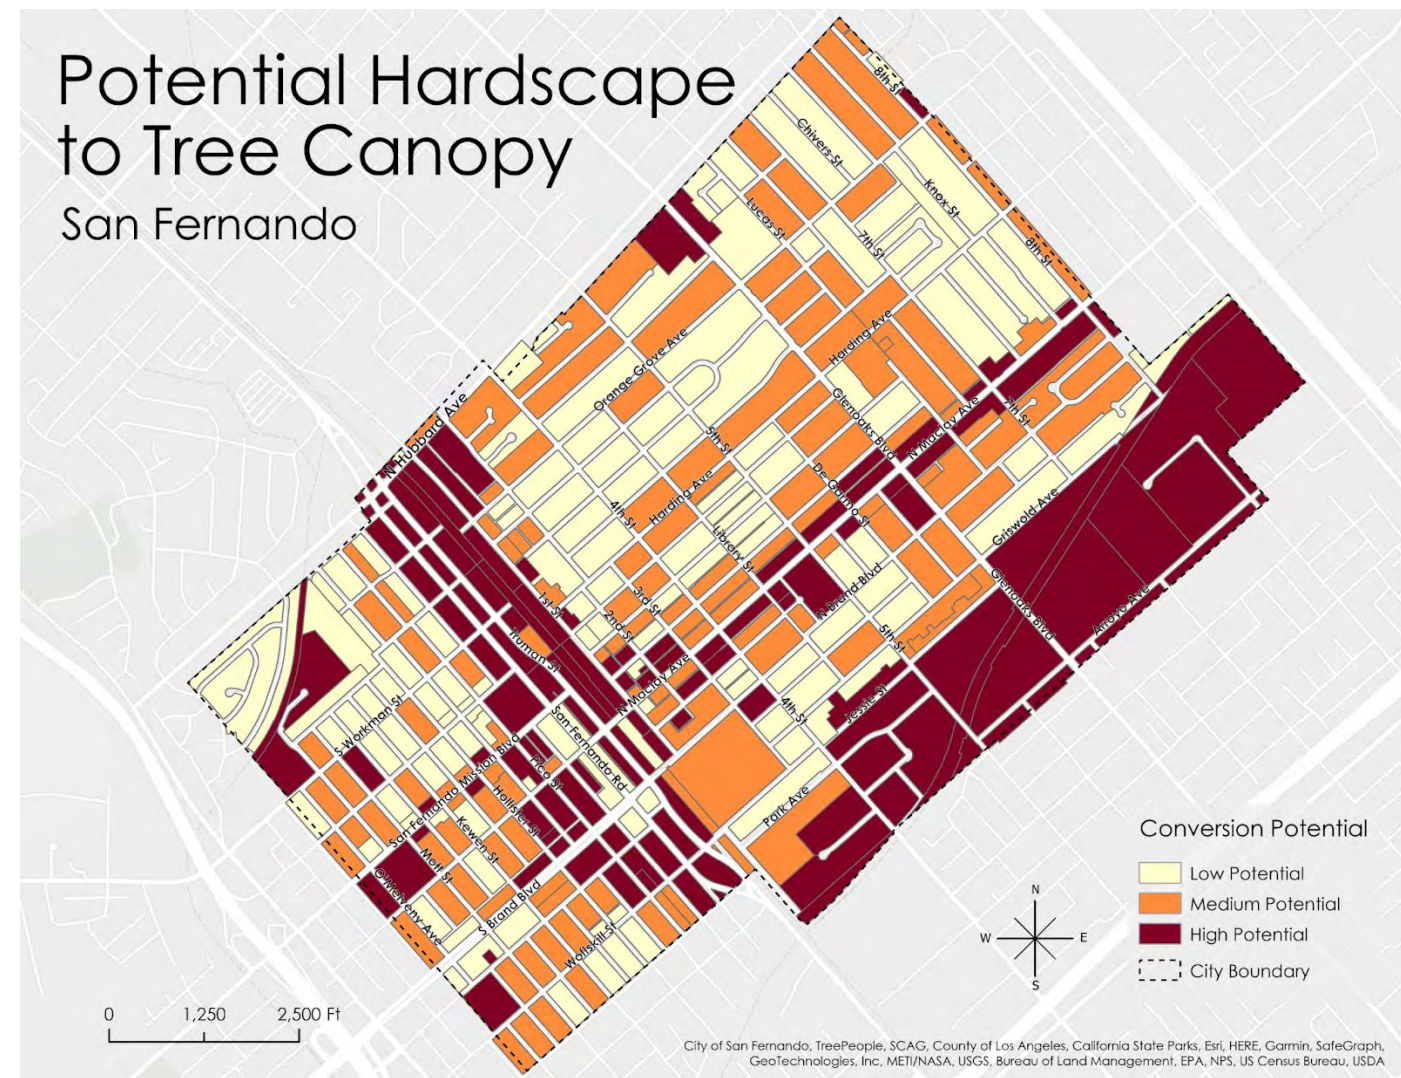 Potential Hardscape
to Tree Canopy
San Fernando
8th St
Chivers St
Knox St
Lucas St
7th St
8th St
Harding Ave
Orange Grove Ave
N Hubbard Ave
Glenoaks Blvd
N Maclay Ave
7th St
5th St
De Garmo St
Harding Ave
4th St
Library St
Griswold Ave
Glenoaks Blvd
Arroyo Ave
1st St
3rd St
2nd St
N Brand Blvd
5th St
Truman St
N Maclay Ave
Jessie St
4th St
S Workman St
San Fernando Rd
San Fernando Mission Blvd
Pico St
Hollister St
Park Ave
Kewen St
Mott St
O'Melveny Ave
S Brand Blvd
Wolfskill St
Conversion Potential
Low Potential
Medium Potential
High Potential
City Boundary
N
W
E
S
0 1,250 2,500 Ft
City of San Fernando, TreePeople, SCAG, County of Los Angeles, California State Parks, Esri, HERE, Garmin, SafeGraph,
GeoTechnologies, Inc, METI/NASA, USGS, Bureau of Land Management, EPA, NPS, US Census Bureau, USDA